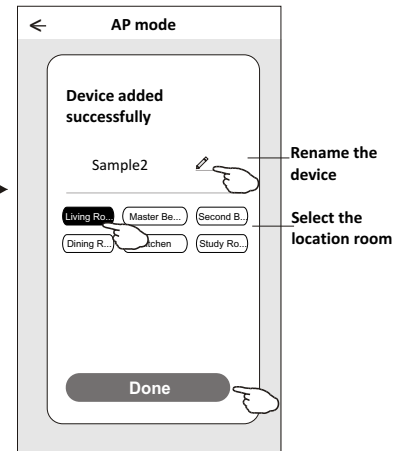 AP mode
Device added
successfully
Sample2
Rename the
device
Living Ro...
Master Be...
Second B...
Select the
location room
Dining R...
tchen
Study Ro...
Done